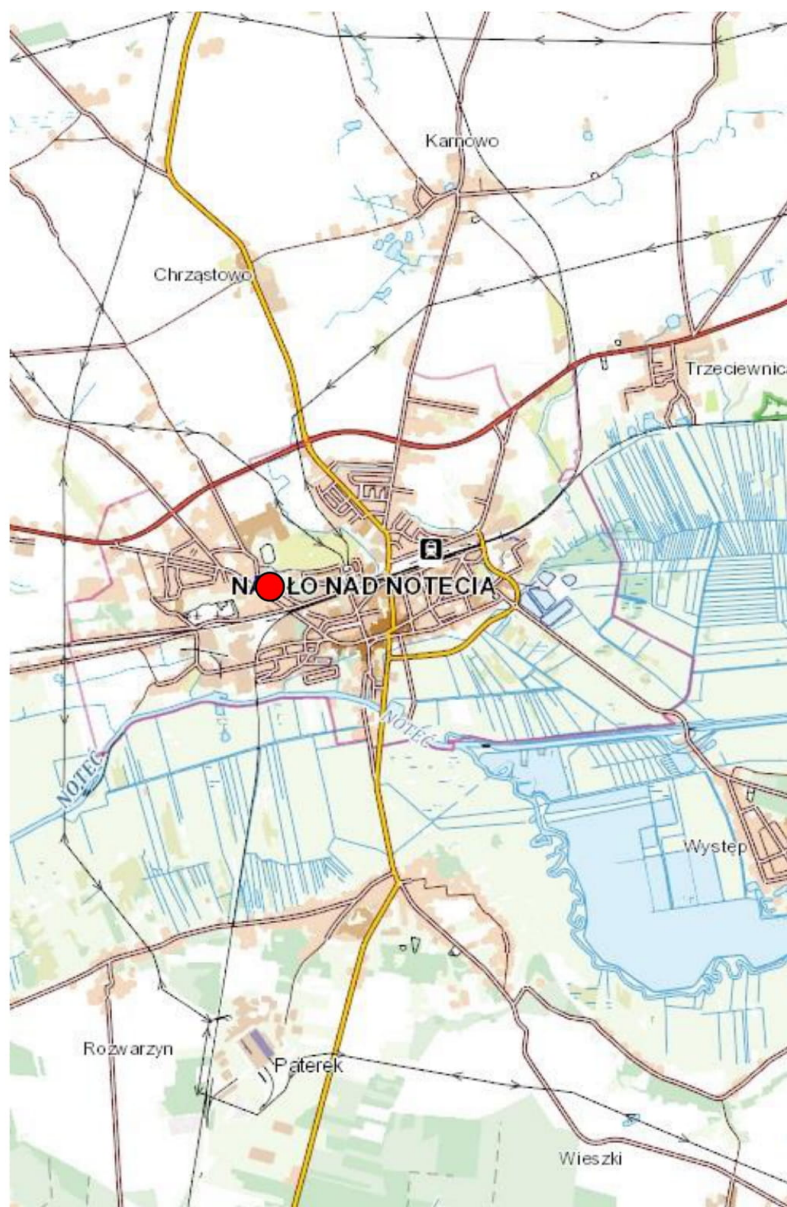 Karnowo
Chrząstowo
Trzeciewnica
ŁO NAD NOTECIĄ
NOTEĆ
NOTEĆ
Występ
Rozwarzyn
Paterek
Wieszki